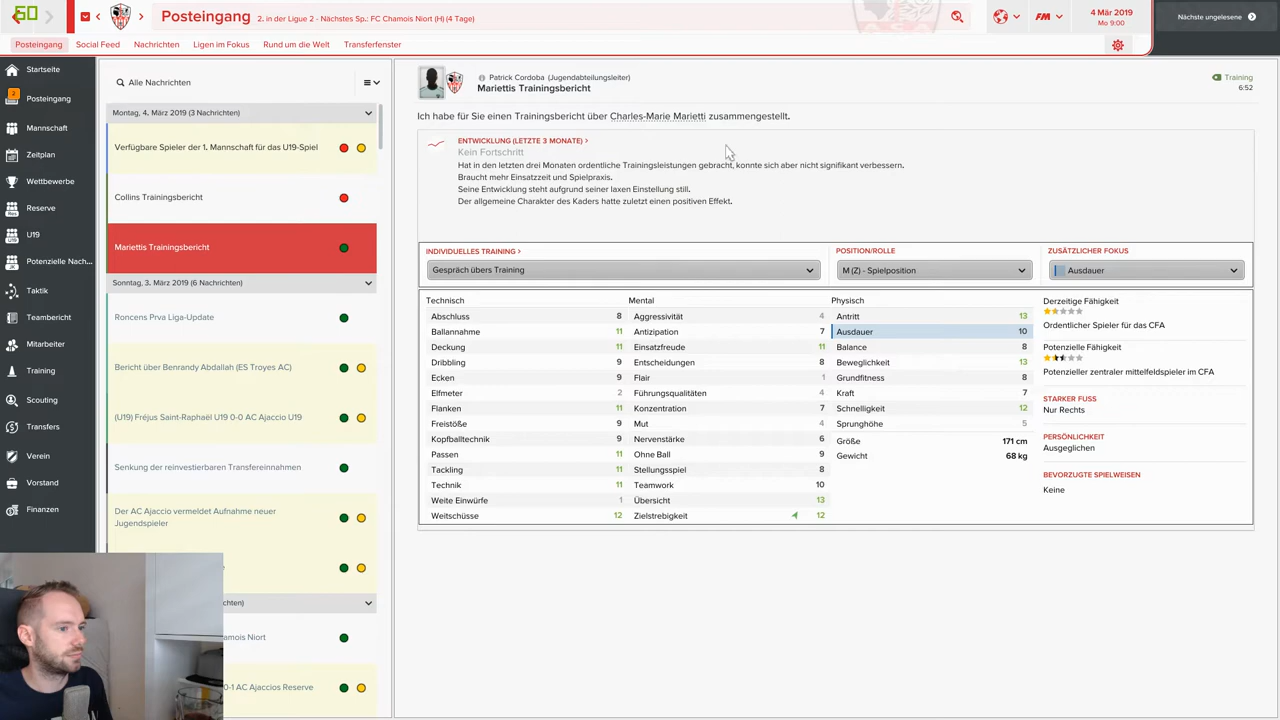 60
Posteingang
2. in der Ligue 2 - Nächstes Sp.: FC Chamois Niort (H) (4 Tage)
FM
4 Mär 2019
Mo 9:00
Nächste ungelesene
Posteingang
Social Feed
Nachrichten
Ligen im Fokus
Rund um die Welt
Transferfenster
Startseite
Posteingang
Mannschaft
Zeitplan
Wettbewerbe
Reserve
U19
U19
Potenzielle Nach...
Taktik
Teambericht
Mitarbeiter
Training
Scouting
Transfers
Verein
Vorstand
Finanzen
Alle Nachrichten
Montag, 4. März 2019 (3 Nachrichten)
Verfügbare Spieler der 1. Mannschaft für das U19-Spiel
Collins Trainingsbericht
Mariettis Trainingsbericht
Sonntag, 3. März 2019 (6 Nachrichten)
Roncens Prva Liga-Update
Bericht über Benrandy Abdallah (ES Troyes AC)
(U19) Fréjus Saint-Raphaël U19 0-0 AC Ajaccio U19
Senkung der reinvestierbaren Transfereinnahmen
Der AC Ajaccio vermeldet Aufnahme neuer
Jugendspieler
amois Niort
0-1 AC Ajaccios Reserve
Patrick Cordoba (Jugendabteilungsleiter)
Mariettis Trainingsbericht
Training
6:52
Ich habe für Sie einen Trainingsbericht über Charles-Marie Marietti zusammengestellt.
ENTWICKLUNG (LETZTE 3 MONATE) >
Kein Fortschritt
Hat in den letzten drei Monaten ordentliche Trainingsleistungen gebracht, konnte sich aber nicht signifikant verbessern.
Braucht mehr Einsatzzeit und Spielpraxis.
Seine Entwicklung steht aufgrund seiner laxen Einstellung still.
Der allgemeine Charakter des Kaders hatte zuletzt einen positiven Effekt.
INDIVIDUELLES TRAINING >
POSITION/ROLLE
ZUSÄTZLICHER FOKUS
Gespräch übers Training
M (Z) - Spielposition
Ausdauer
Technisch
Abschluss 8
Ballannahme 11
Deckung 11
Dribbling 9
Ecken 9
Elfmeter 2
Flanken 11
Freistöße 9
Kopfballtechnik 9
Passen 11
Tackling 11
Technik 11
Weite Einwürfe 1
Weitschüsse 12
Mental
Aggressivität 4
Antizipation 7
Einsatzfreude 11
Entscheidungen 8
Flair 1
Führungsqualitäten 4
Konzentration 7
Mut 4
Nervenstärke 6
Ohne Ball 9
Stellungsspiel 8
Teamwork 10
Übersicht 13
Zielstrebigkeit 12
Physisch
Antritt 13
Ausdauer 10
Balance 8
Beweglichkeit 13
Grundfitness 8
Kraft 7
Schnelligkeit 12
Sprunghöhe 5
Größe 171 cm
Gewicht 68 kg
Derzeitige Fähigkeit
Ordentlicher Spieler für das CFA
Potenzielle Fähigkeit
Potenzieller zentraler mittelfeldspieler im CFA
STARKER FUSS
Nur Rechts
PERSÖNLICHKEIT
Ausgeglichen
BEVORZUGTE SPIELWEISEN
Keine